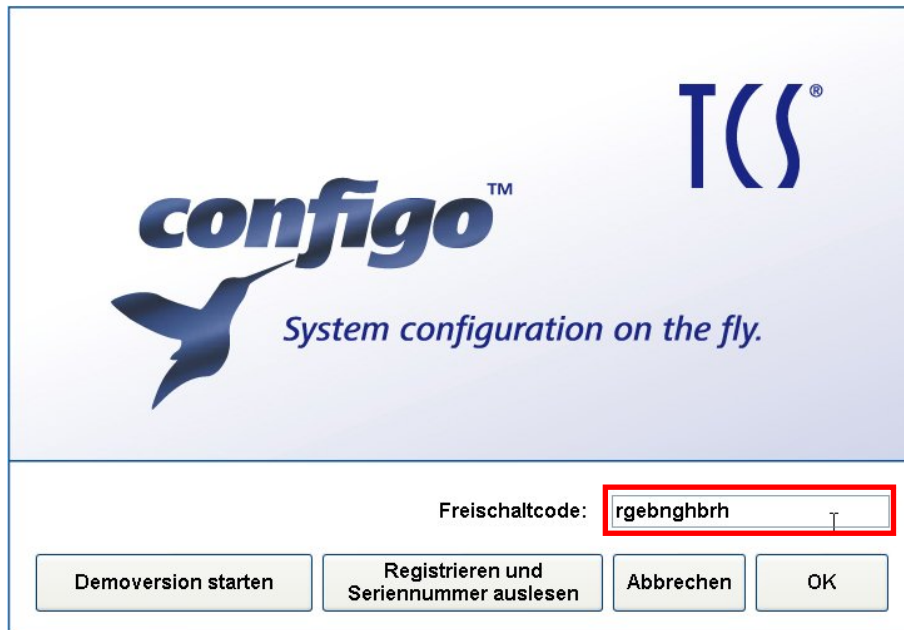 TCS®
configo™
System configuration on the fly.
Freischaltcode: rgebnghbrh
Demoversion starten
Registrieren und
Seriennummer auslesen
Abbrechen
OK